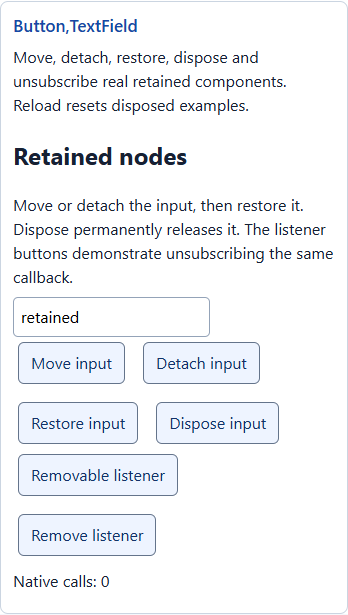 Button,TextField
Move, detach, restore, dispose and
unsubscribe real retained components.
Reload resets disposed examples.
Retained nodes
Move or detach the input, then restore it.
Dispose permanently releases it. The listener
buttons demonstrate unsubscribing the same
callback.
retained
Move input
Detach input
Restore input
Dispose input
Removable listener
Remove listener
Native calls: 0